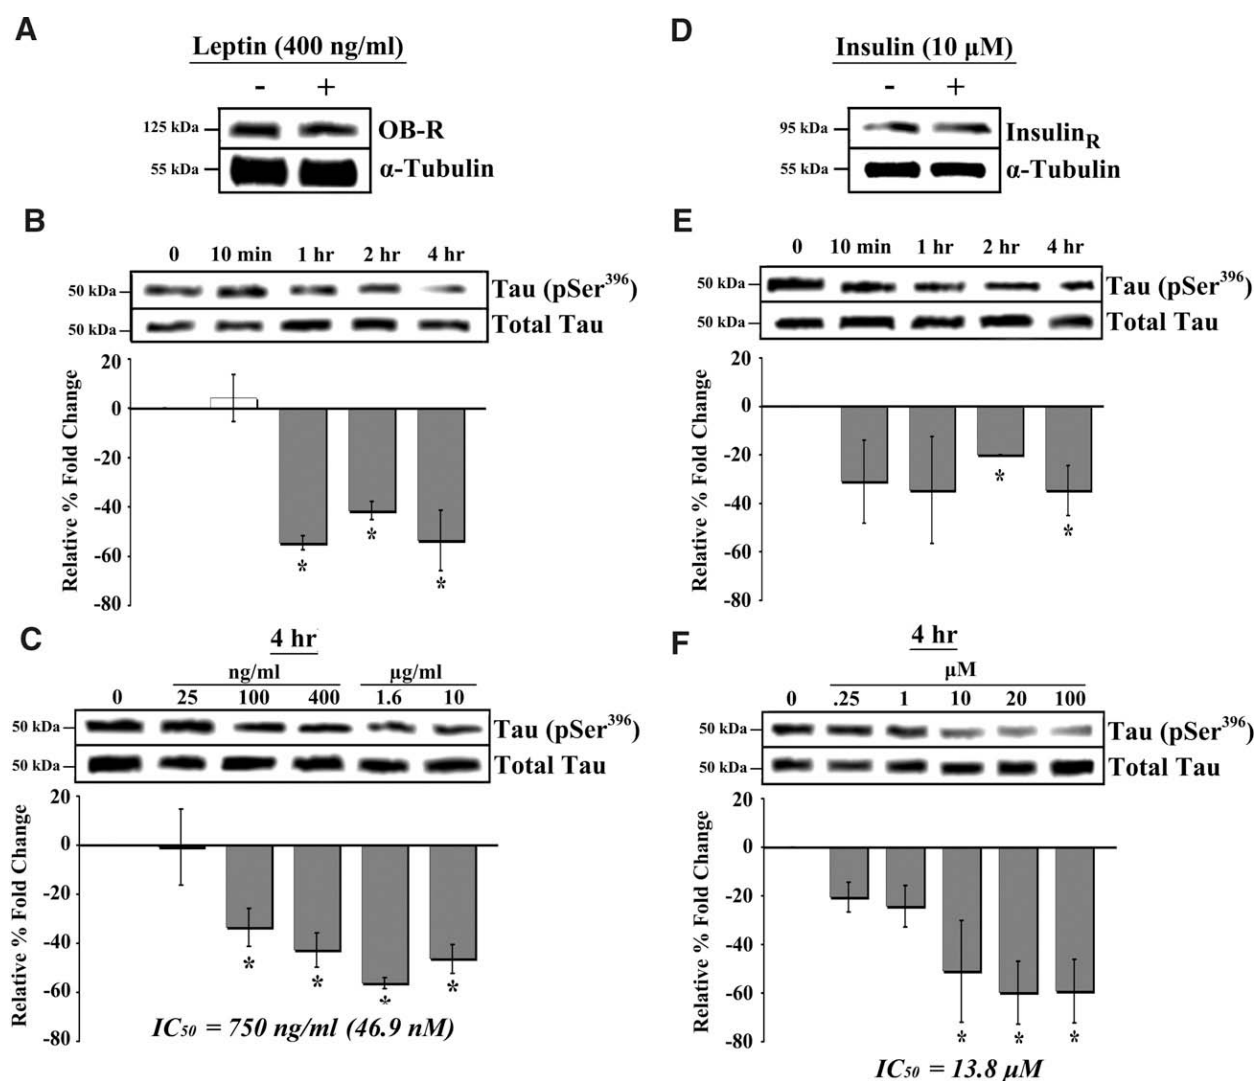 A
Leptin (400 ng/ml)
- +
125 kDa OB-R
55 kDa α-Tubulin
B
0 10 min 1 hr 2 hr 4 hr
50 kDa Tau (pSer396)
50 kDa Total Tau
Relative % Fold Change
20
0
-20
-40
-60
-80
* * *
C
4 hr
ng/ml µg/ml
0 25 100 400 1.6 10
50 kDa Tau (pSer396)
50 kDa Total Tau
Relative % Fold Change
20
0
-20
-40
-60
-80
* * * *
IC50 = 750 ng/ml (46.9 nM)
D
Insulin (10 µM)
- +
95 kDa InsulinR
55 kDa α-Tubulin
E
0 10 min 1 hr 2 hr 4 hr
50 kDa Tau (pSer396)
50 kDa Total Tau
Relative % Fold Change
20
0
-20
-40
-60
-80
* *
F
4 hr
µM
0 .25 1 10 20 100
50 kDa Tau (pSer396)
50 kDa Total Tau
Relative % Fold Change
20
0
-20
-40
-60
-80
* * *
IC50 = 13.8 µM